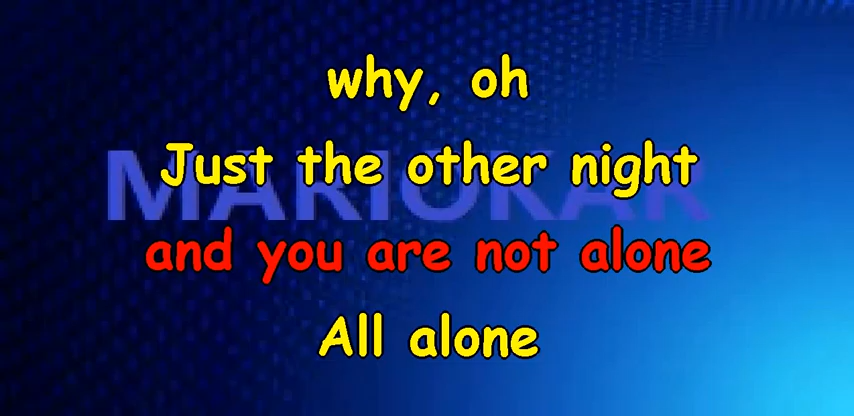 why, oh
Just the other night
MARIOKAR
and you are not alone
All alone